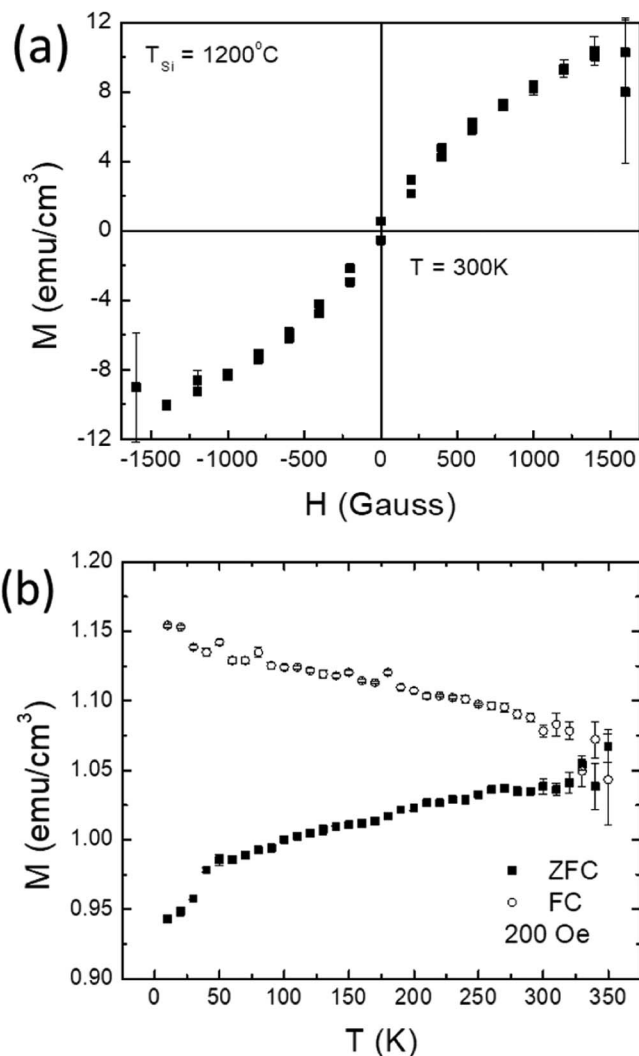 (a)
T_Si = 1200°C
T = 300K
M (emu/cm³)
12
8
4
0
-4
-8
-12
-1500 -1000 -500 0 500 1000 1500
H (Gauss)
(b)
M (emu/cm³)
1.20
1.15
1.10
1.05
1.00
0.95
0.90
ZFC
FC
200 Oe
0 50 100 150 200 250 300 350
T (K)